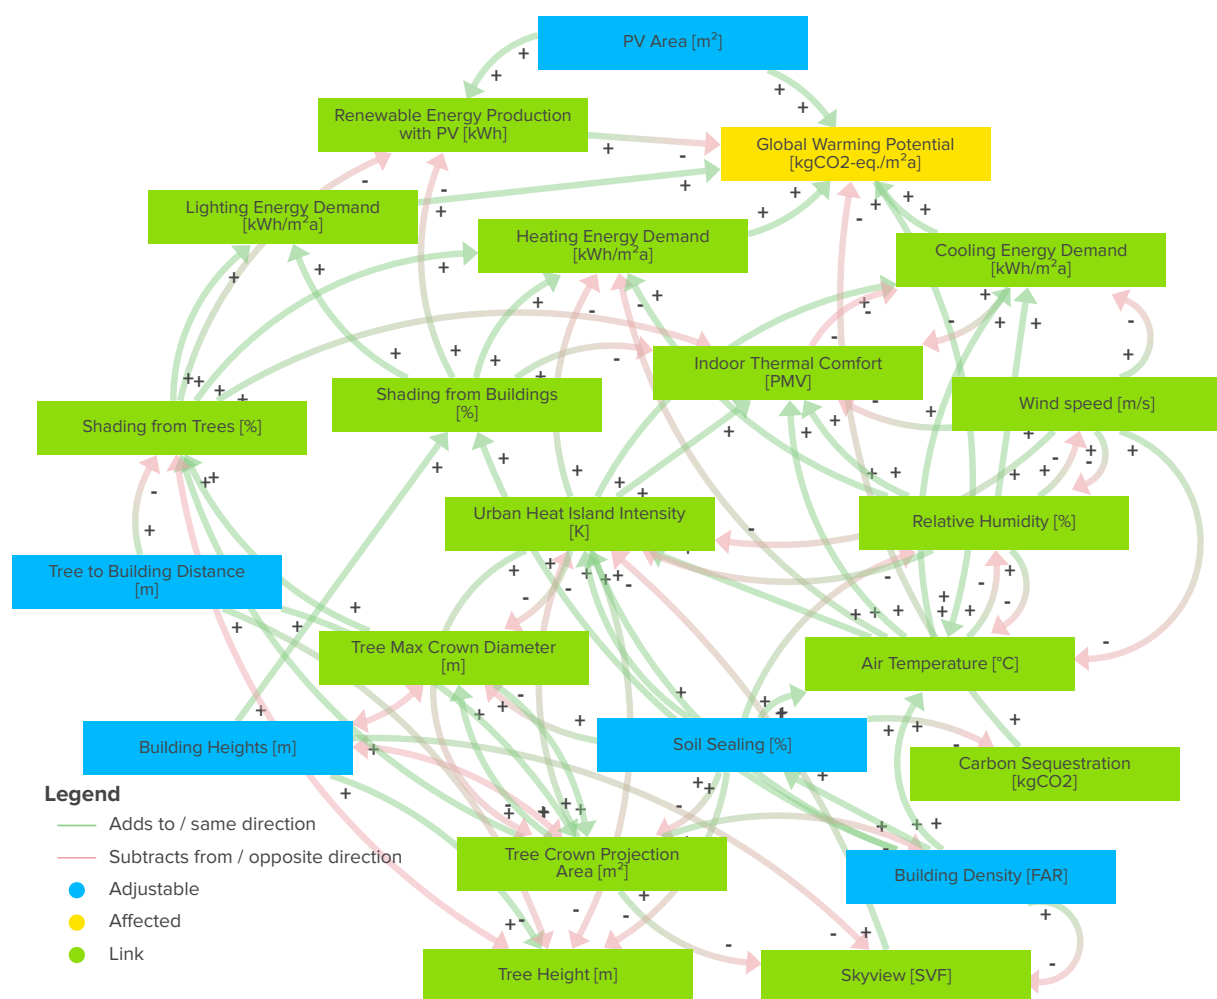 PV Area [m²]
Renewable Energy Production
with PV [kWh]
Global Warming Potential
[kgCO2-eq./m²a]
Lighting Energy Demand
[kWh/m²a]
Heating Energy Demand
[kWh/m²a]
Cooling Energy Demand
[kWh/m²a]
Indoor Thermal Comfort
[PMV]
Shading from Buildings
[%]
Wind speed [m/s]
Shading from Trees [%]
Urban Heat Island Intensity
[K]
Relative Humidity [%]
Tree to Building Distance
[m]
Tree Max Crown Diameter
[m]
Air Temperature [°C]
Building Heights [m]
Soil Sealing [%]
Carbon Sequestration
[kgCO2]
Legend
Adds to / same direction
Subtracts from / opposite direction
Adjustable
Affected
Link
Tree Crown Projection
Area [m²]
Building Density [FAR]
Tree Height [m]
Skyview [SVF]